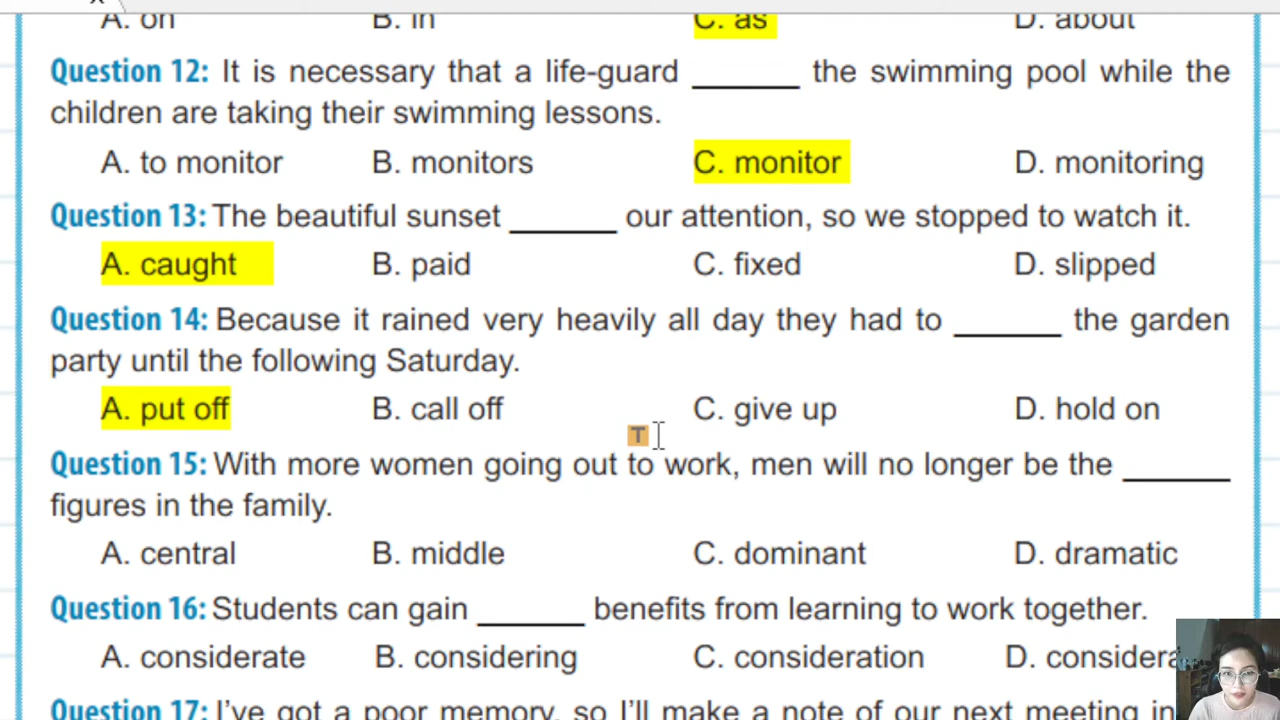 A. on B. in C. as D. about
Question 12: It is necessary that a life-guard ______ the swimming pool while the
children are taking their swimming lessons.
A. to monitor B. monitors C. monitor D. monitoring
Question 13: The beautiful sunset ______ our attention, so we stopped to watch it.
A. caught B. paid C. fixed D. slipped
Question 14: Because it rained very heavily all day they had to ______ the garden
party until the following Saturday.
A. put off B. call off C. give up D. hold on
T
Question 15: With more women going out to work, men will no longer be the ______
figures in the family.
A. central B. middle C. dominant D. dramatic
Question 16: Students can gain ______ benefits from learning to work together.
A. considerate B. considering C. consideration D.
Question 17: I've got a poor memory, so I'll make a note of our next meeting in